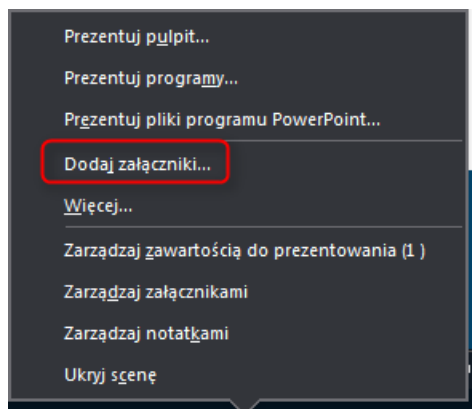 Prezentuj pulpit...
Prezentuj programy...
Prezentuj pliki programu PowerPoint...
Dodaj załączniki...
Więcej...
Zarządzaj zawartością do prezentowania (1 )
Zarządzaj załącznikami
Zarządzaj notatkami
Ukryj scenę